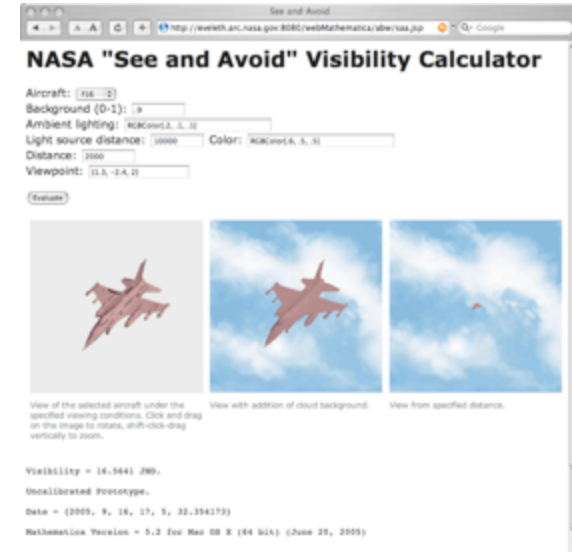 See and Avoid
http://eveleth.arc.nasa.gov:8080/webMathematica/abw/saa.jsp
Google
NASA "See and Avoid" Visibility Calculator
Aircraft: f16
Background (0-1): .9
Ambient lighting: RGBColor[.2, .1, .1]
Light source distance: 10000 Color: RGBColor[.6, .5, .5]
Distance: 2000
Viewpoint: {1.3, -2.4, 2}
Evaluate
View of the selected aircraft under the
specified viewing conditions. Click and drag
on the image to rotate, shift-click-drag
vertically to zoom.
View with addition of cloud background.
View from specified distance.
Visibility = 16.5641 JND.
Uncalibrated Prototype.
Date = {2005, 9, 16, 17, 5, 32.354173}
Mathematica Version = 5.2 for Mac OS X (64 bit) (June 20, 2005)